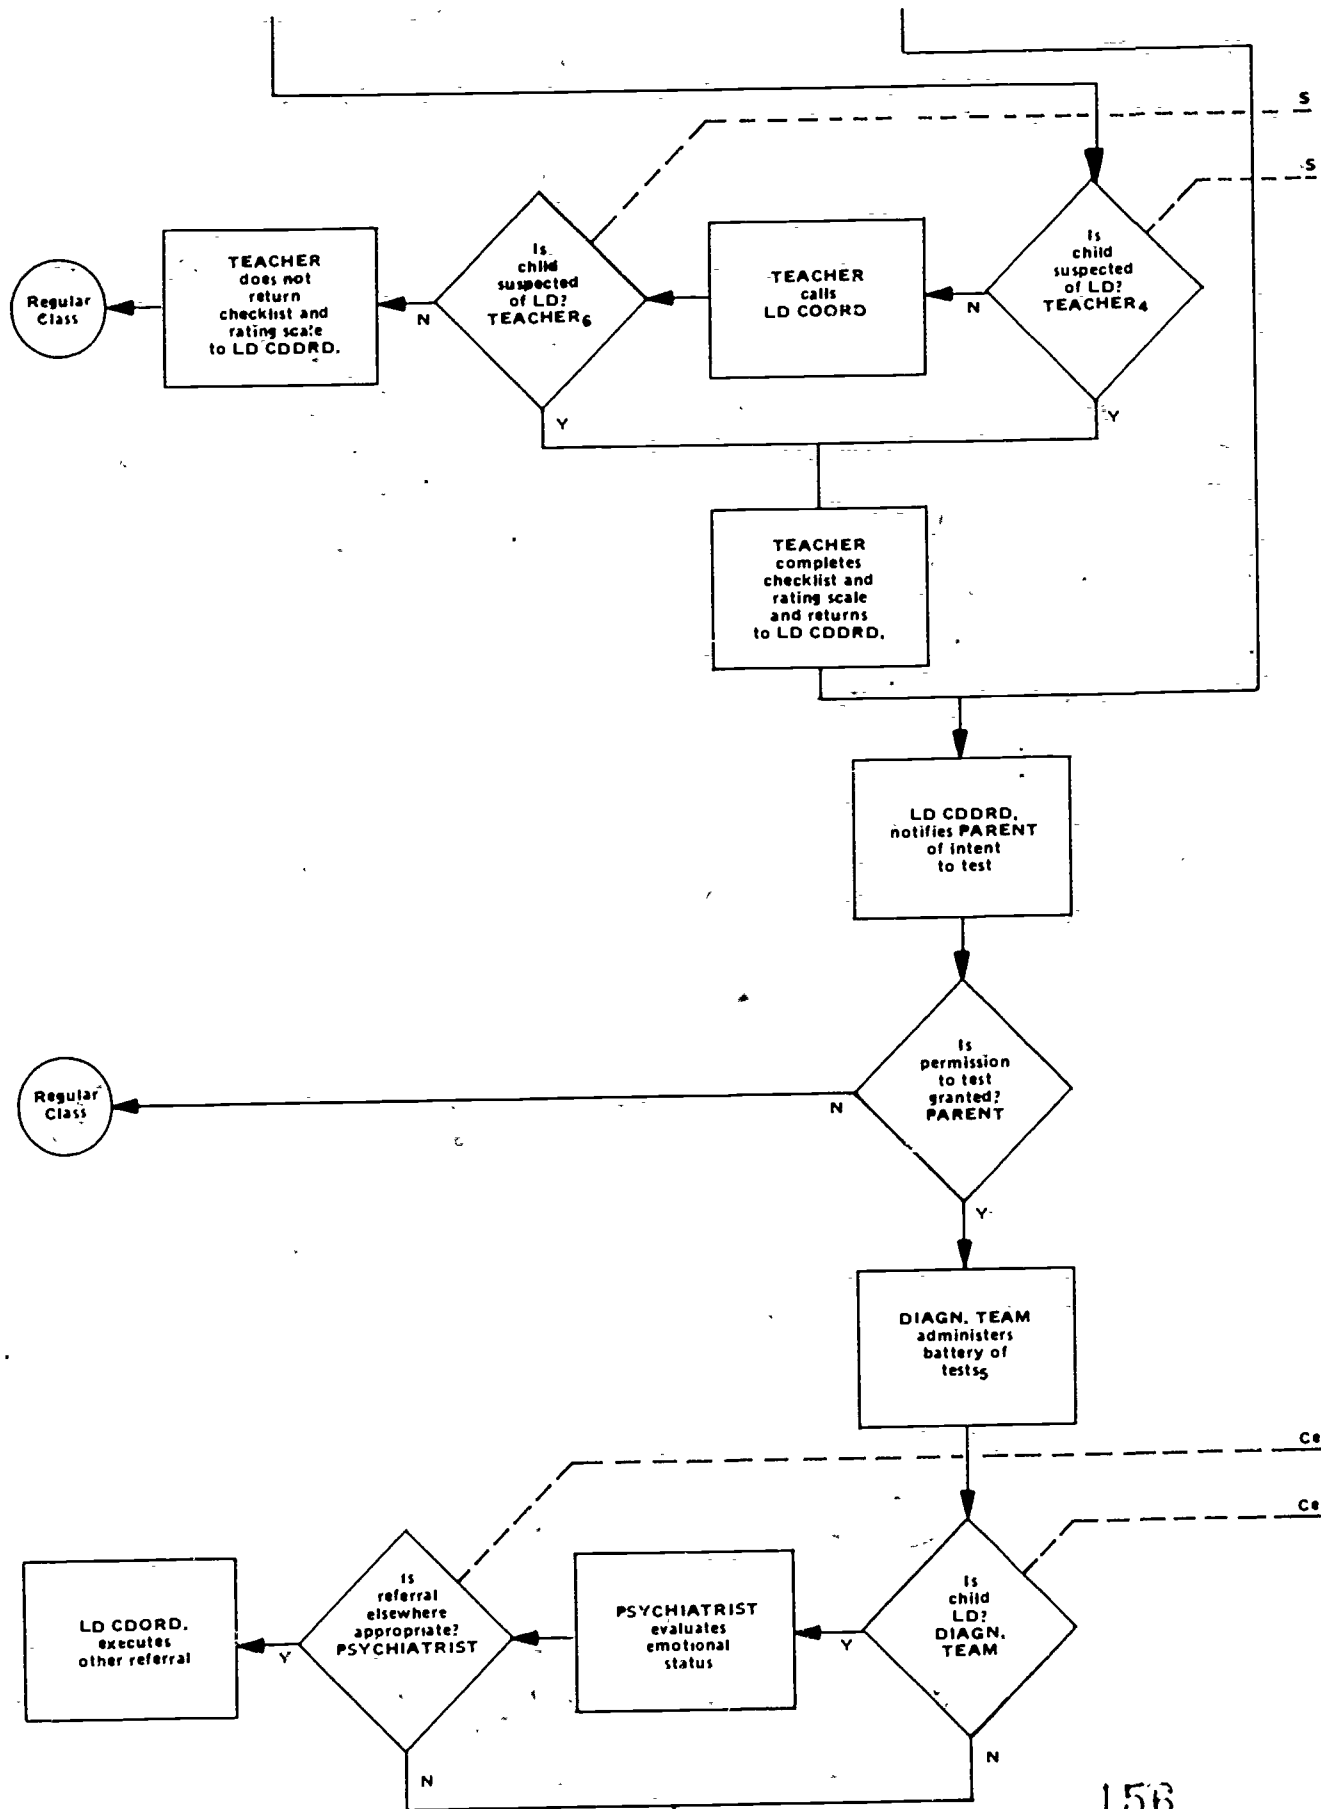 S
S
Is
child
suspected
of LD?
TEACHER4
N
Y
TEACHER
calls
LD COORD
Is
child
suspected
of LD?
TEACHER6
N
Y
TEACHER
does not
return
checklist and
rating scale
to LD CDDRD.
Regular
Class
TEACHER
completes
checklist and
rating scale
and returns
to LD CDDRD.
LD CDDRD.
notifies PARENT
of intent
to test
Is
permission
to test
granted?
PARENT
N
Y
Regular
Class
DIAGN. TEAM
administers
battery of
tests5
Ce
Ce
Is
child
LD?
DIAGN.
TEAM
Y
N
PSYCHIATRIST
evaluates
emotional
status
Is
referral
elsewhere
appropriate?
PSYCHIATRIST
Y
N
LD CDORD.
executes
other referral
156